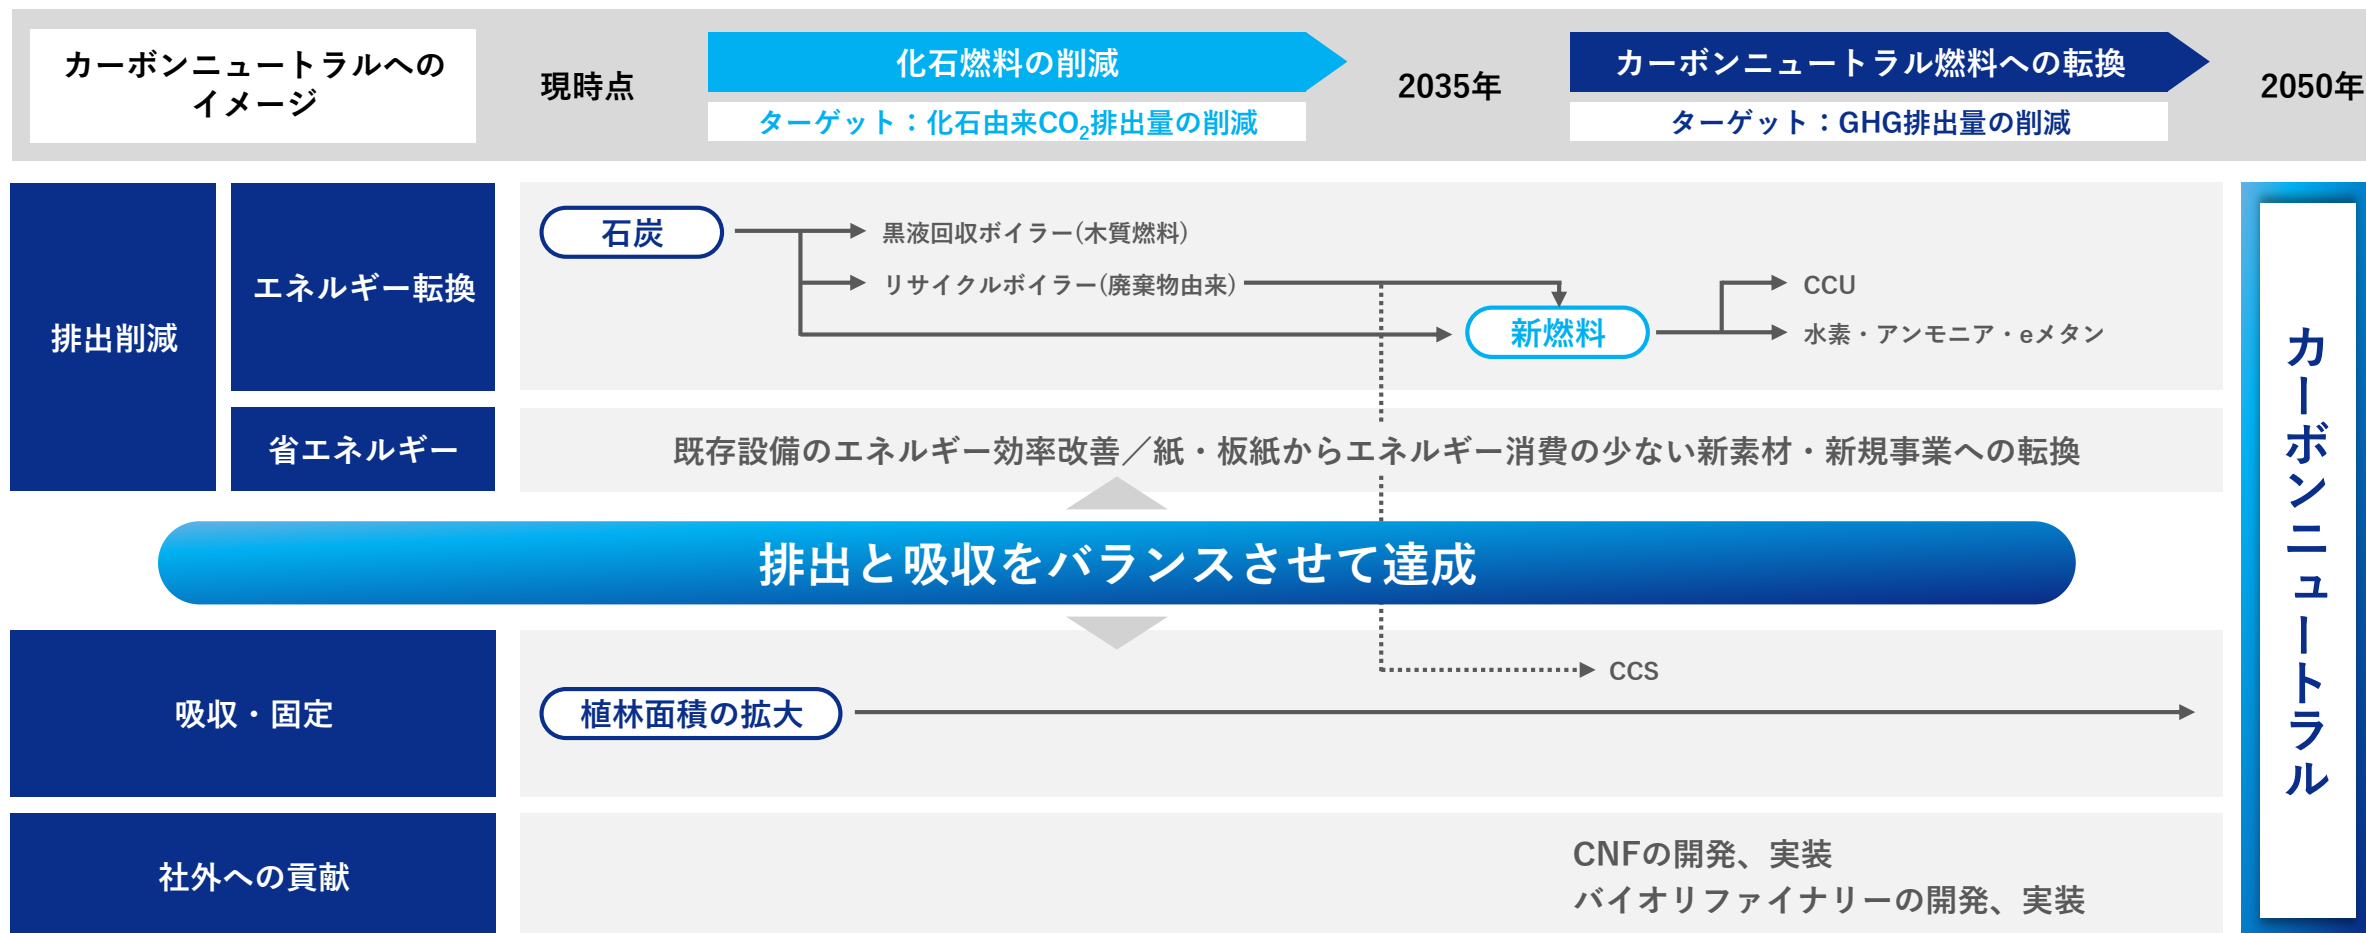 カーボンニュートラルへの
イメージ
現時点
化石燃料の削減
ターゲット：化石由来CO₂排出量の削減
2035年
カーボンニュートラル燃料への転換
ターゲット：GHG排出量の削減
2050年
排出削減
エネルギー転換
石炭
黒液回収ボイラー(木質燃料)
リサイクルボイラー(廃棄物由来)
新燃料
CCU
水素・アンモニア・eメタン
省エネルギー
既存設備のエネルギー効率改善／紙・板紙からエネルギー消費の少ない新素材・新規事業への転換
排出と吸収をバランスさせて達成
吸収・固定
CCS
植林面積の拡大
社外への貢献
CNFの開発、実装
バイオリファイナリーの開発、実装
カーボンニュートラル